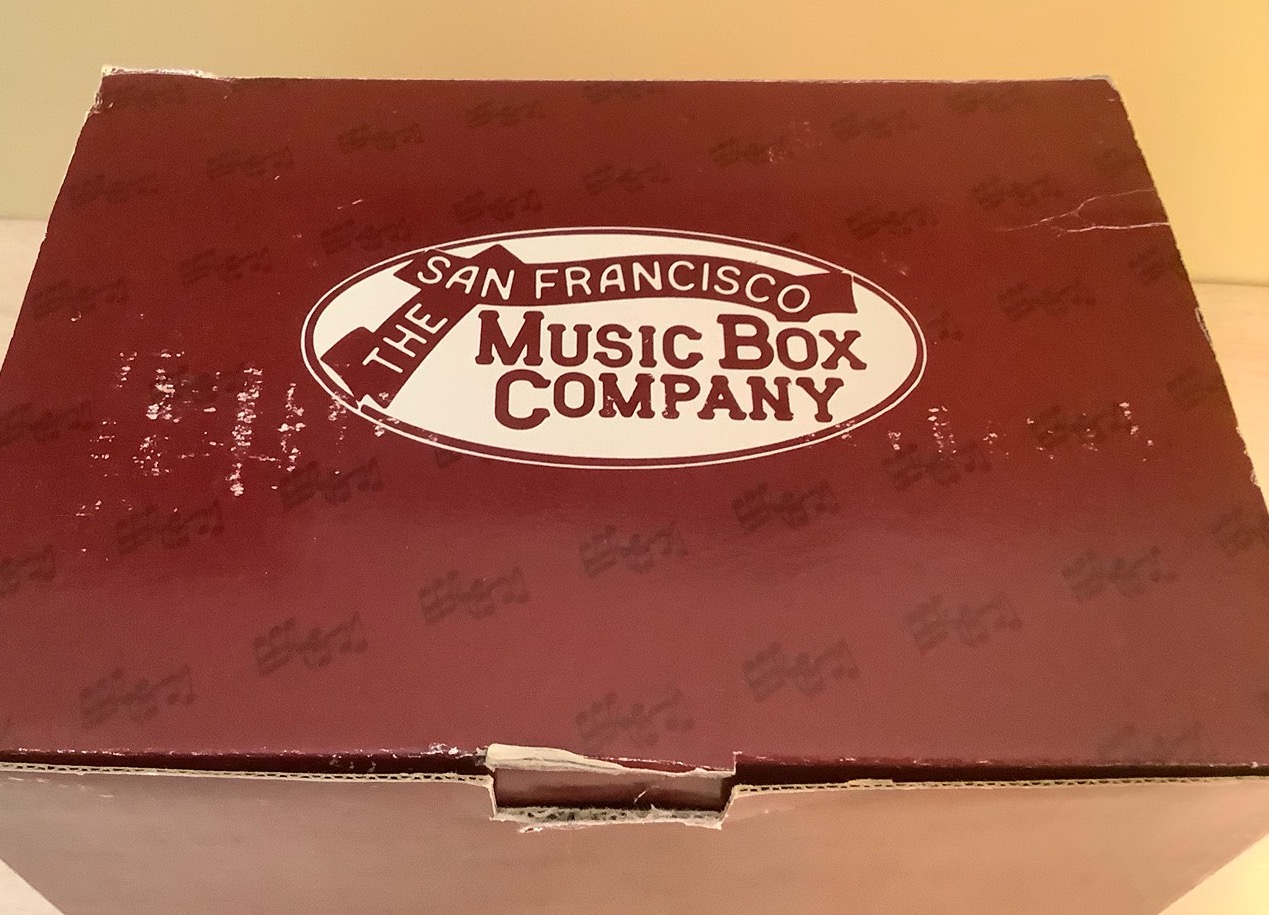 THE SAN FRANCISCO
MUSIC BOX
COMPANY